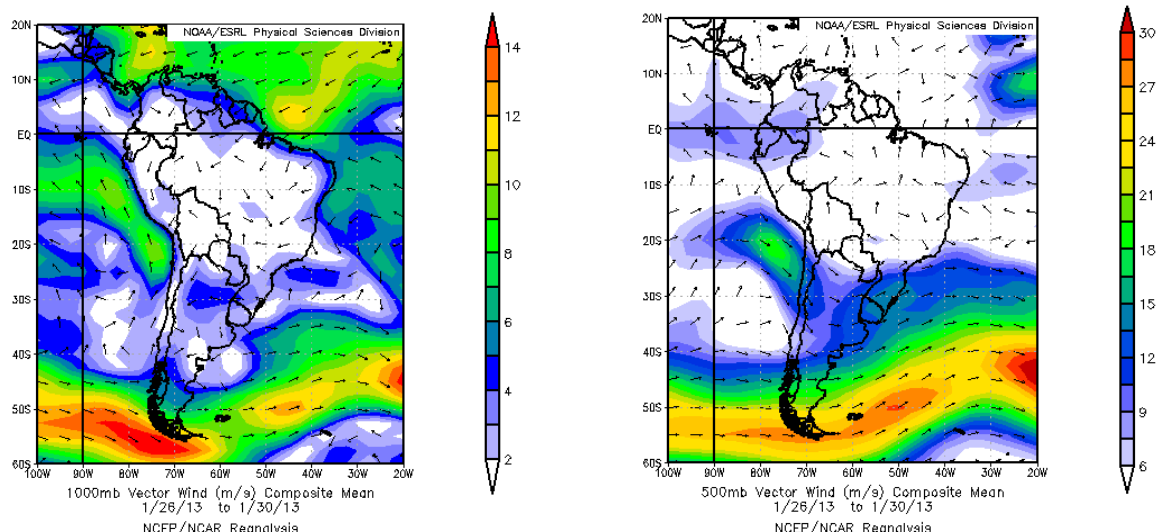 NOAA/ESRL Physical Sciences Division
20N
10N
EQ
10S
20S
30S
40S
50S
60S
100W 90W 80W 70W 60W 50W 40W 30W 20W
14
12
10
8
6
4
2
1000mb Vector Wind (m/s) Composite Mean
1/26/13 to 1/30/13
NCEP/NCAR Reanalysis
NOAA/ESRL Physical Sciences Division
20N
10N
EQ
10S
20S
30S
40S
50S
60S
100W 90W 80W 70W 60W 50W 40W 30W 20W
30
27
24
21
18
15
12
9
6
500mb Vector Wind (m/s) Composite Mean
1/26/13 to 1/30/13
NCEP/NCAR Reanalysis